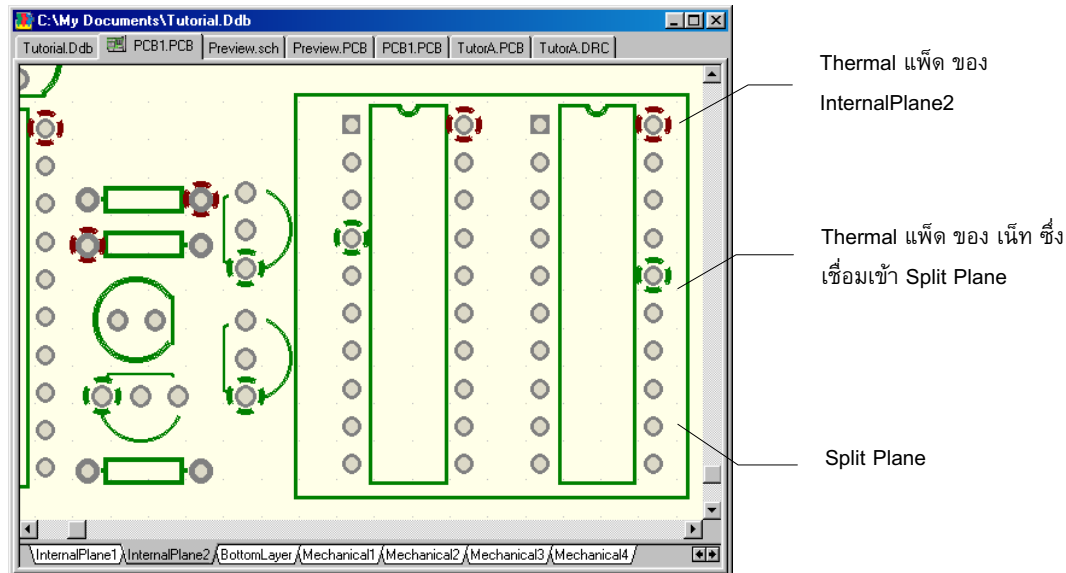 C:\My Documents\Tutorial.Ddb
Tutorial.Ddb PCB1.PCB Preview.sch Preview.PCB PCB1.PCB TutorA.PCB TutorA.DRC
Thermal แพ็ด ของ
InternalPlane2
Thermal แพ็ด ของ เน็ท ซึ่ง
เชื่อมเข้า Split Plane
Split Plane
InternalPlane1 InternalPlane2 BottomLayer Mechanical1 Mechanical2 Mechanical3 Mechanical4